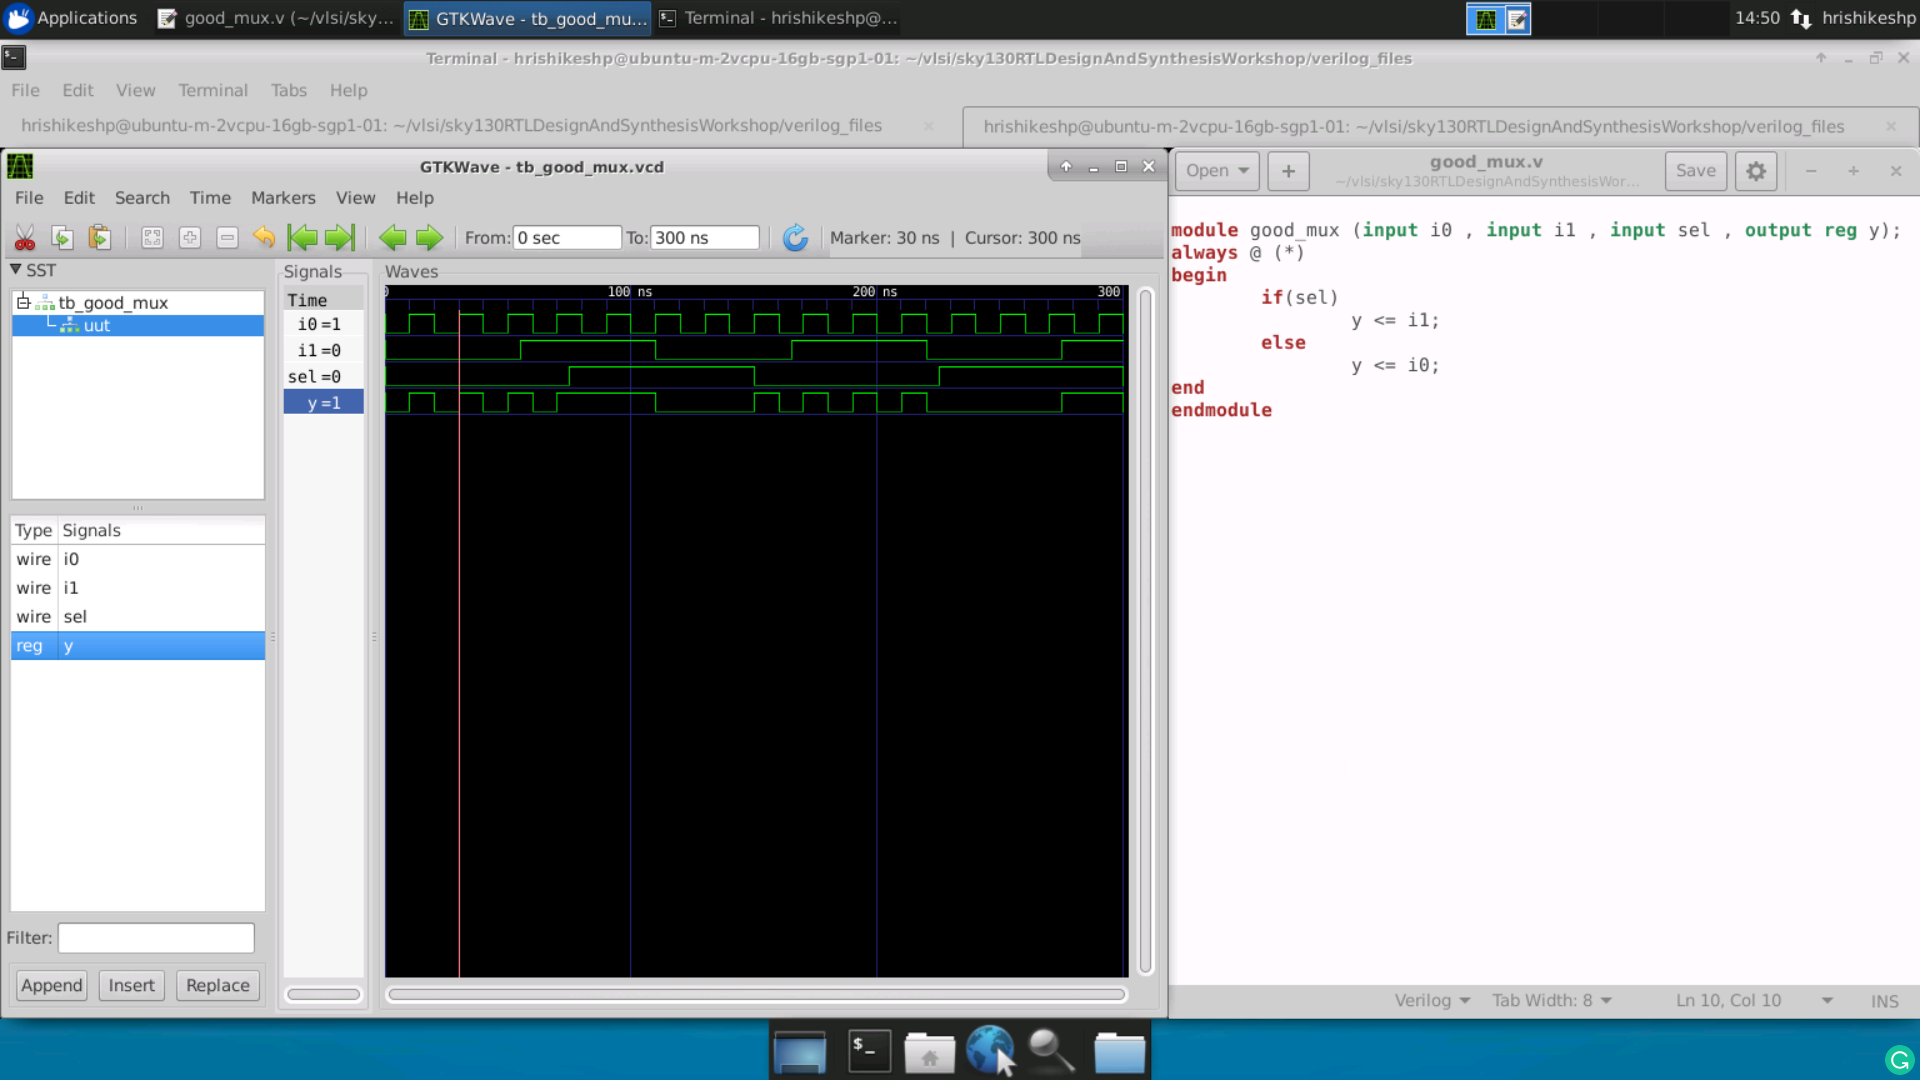 Applications
good_mux.v (~/vlsi/sky...
GTKWave - tb_good_mu...
Terminal - hrishikeshp@...
14:50
hrishikeshp
Terminal - hrishikeshp@ubuntu-m-2vcpu-16gb-sgp1-01: ~/vlsi/sky130RTLDesignAndSynthesisWorkshop/verilog_files
File Edit View Terminal Tabs Help
hrishikeshp@ubuntu-m-2vcpu-16gb-sgp1-01: ~/vlsi/sky130RTLDesignAndSynthesisWorkshop/verilog_files
hrishikeshp@ubuntu-m-2vcpu-16gb-sgp1-01: ~/vlsi/sky130RTLDesignAndSynthesisWorkshop/verilog_files
GTKWave - tb_good_mux.vcd
File Edit Search Time Markers View Help
From: 0 sec To: 300 ns Marker: 30 ns | Cursor: 300 ns
SST
tb_good_mux
uut
Type Signals
wire i0
wire i1
wire sel
reg y
Filter:
Append Insert Replace
Signals
Time
i0=1
i1=0
sel=0
y=1
Waves
0 100 ns 200 ns 300
Open
good_mux.v
~/vlsi/sky130RTLDesignAndSynthesisWor...
Save
module good_mux (input i0 , input i1 , input sel , output reg y);
always @ (*)
begin
if(sel)
y <= i1;
else
y <= i0;
end
endmodule
Verilog Tab Width: 8 Ln 10, Col 10 INS
$_